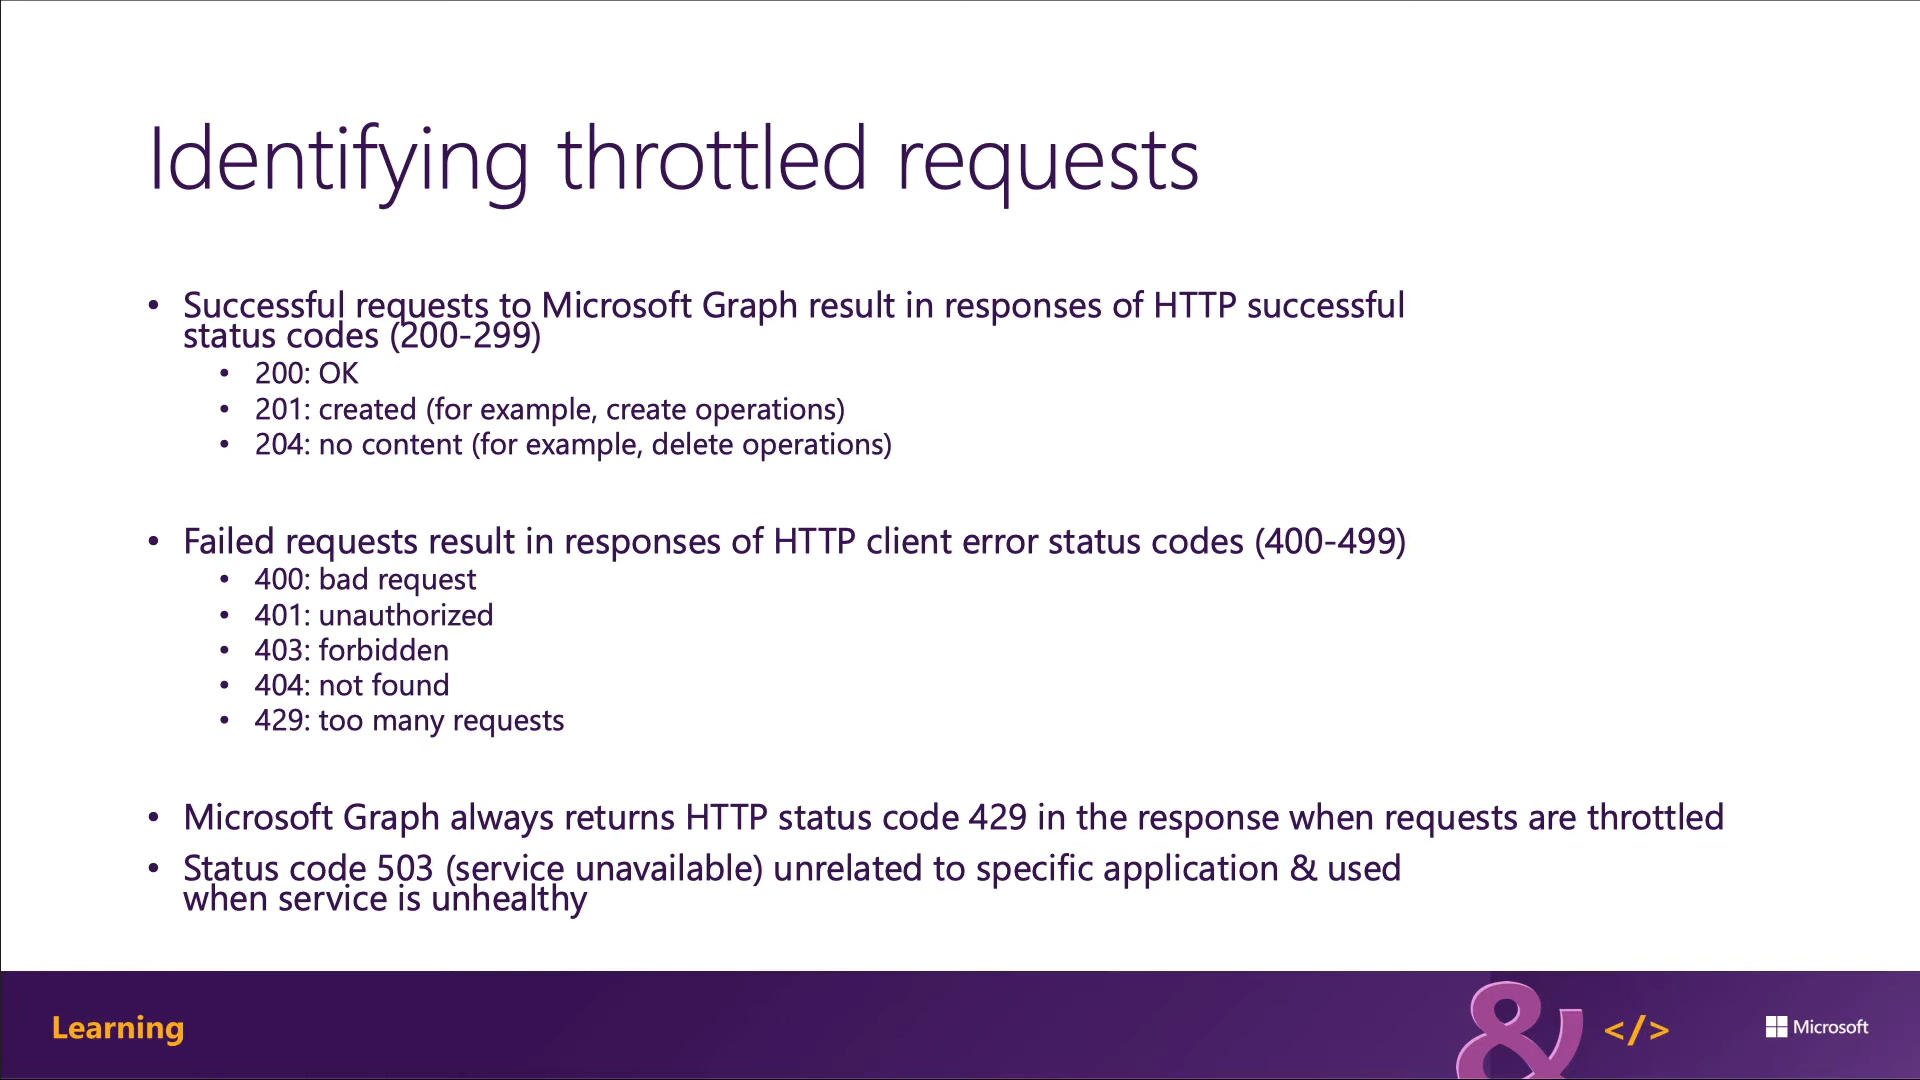 Identifying throttled requests
• Successful requests to Microsoft Graph result in responses of HTTP successful
status codes (200-299)
• 200: OK
• 201: created (for example, create operations)
• 204: no content (for example, delete operations)
• Failed requests result in responses of HTTP client error status codes (400-499)
• 400: bad request
• 401: unauthorized
• 403: forbidden
• 404: not found
• 429: too many requests
• Microsoft Graph always returns HTTP status code 429 in the response when requests are throttled
• Status code 503 (service unavailable) unrelated to specific application & used
when service is unhealthy
Learning
& </>
Microsoft